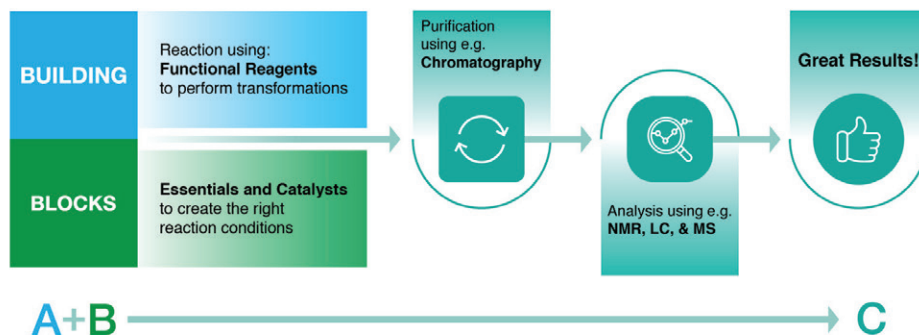 BUILDING
BLOCKS
Reaction using:
Functional Reagents
to perform transformations
Essentials and Catalysts
to create the right
reaction conditions
Purification
using e.g.
Chromatography
Analysis using e.g.
NMR, LC, & MS
Great Results!
A+B
C